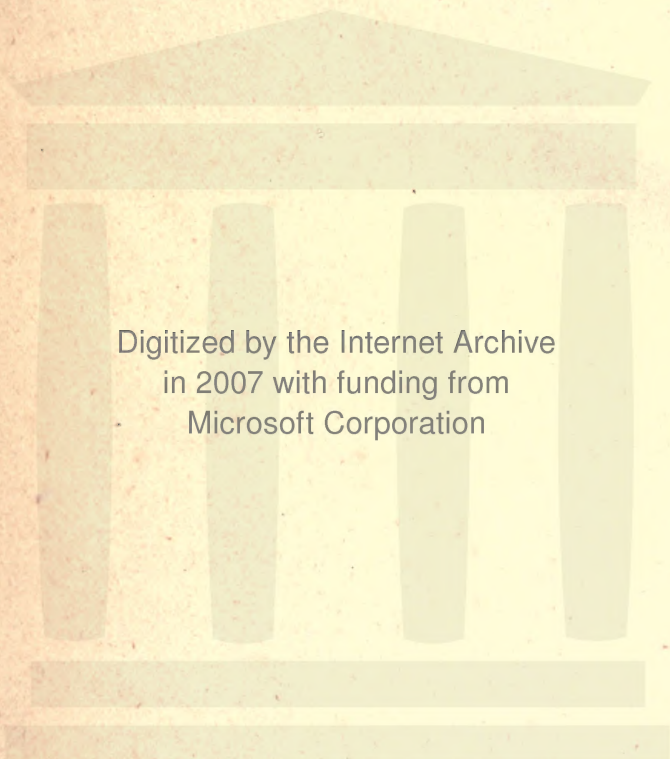 Digitized by the Internet Archive
in 2007 with funding from
Microsoft Corporation